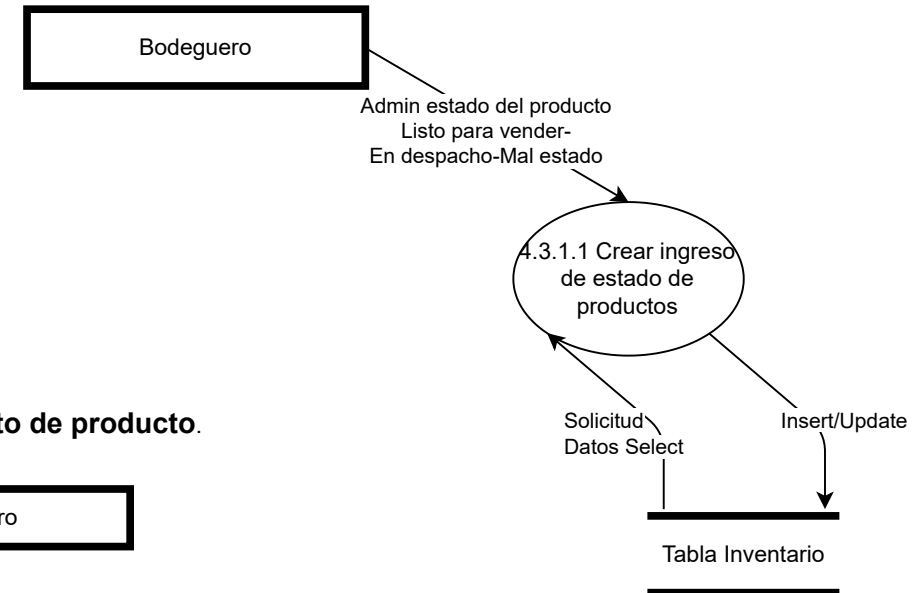 Bodeguero
Admin estado del producto
Listo para vender-
En despacho-Mal estado
4.3.1.1 Crear ingreso
de estado de
productos
to de producto.
Solicitud
Datos Select
Insert/Update
ro
Tabla Inventario